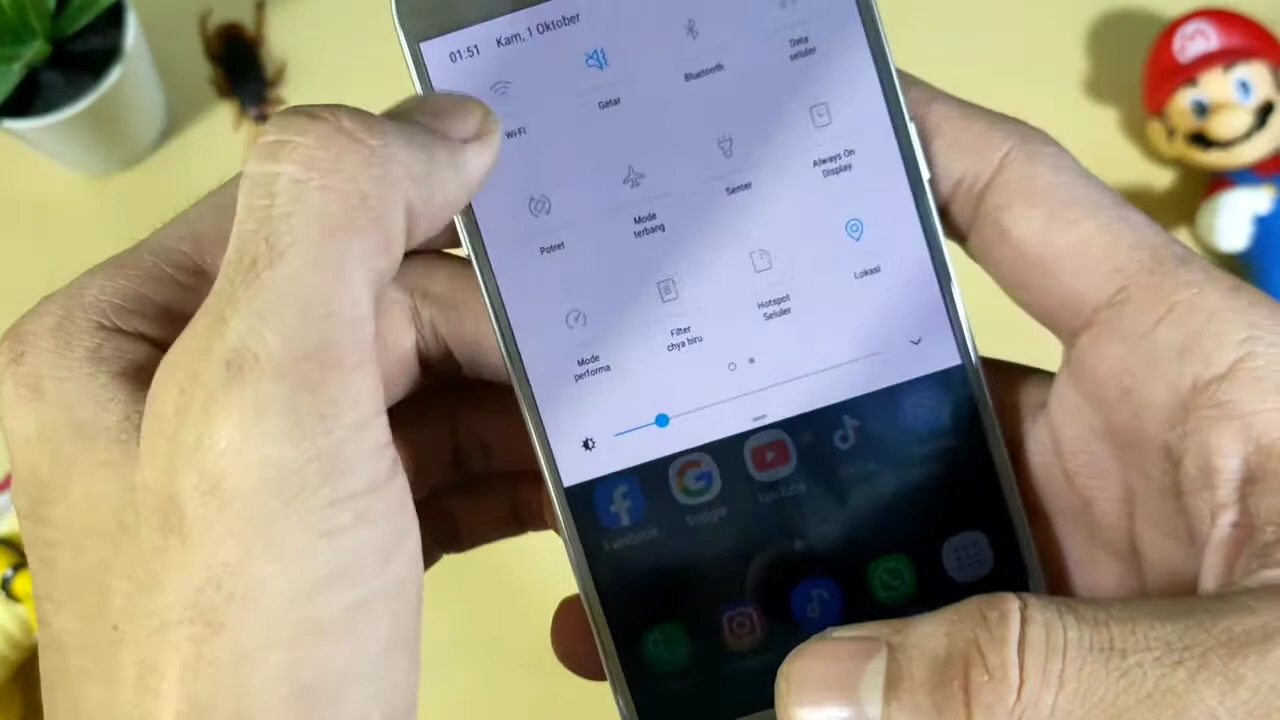 01:51 Kam, 1 Oktober
Wi-Fi
Getar
Bluetooth
Data
seluler
Potret
Mode
terbang
Senter
Always On
Display
Mode
performa
Filter
chya biru
Hotspot
Seluler
Lokasi
Facebook
Google
YouTube